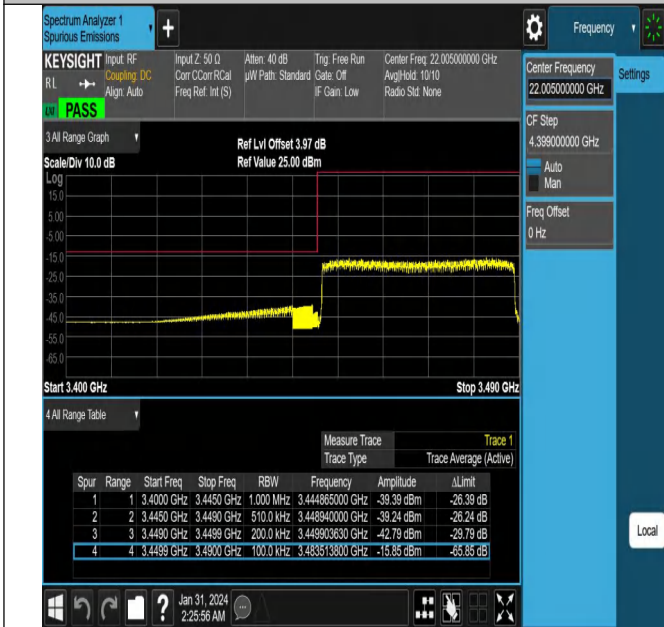 Spectrum Analyzer 1
Spurious Emissions
Frequency
KEYSIGHT
RL
PASS
Input: RF
Coupling: DC
Align: Auto
Input Z: 50 Ω
Corr CCorr RCal
Freq Ref: Int (S)
Atten: 40 dB
µW Path: Standard
Trig: Free Run
Gate: Off
IF Gain: Low
Center Freq: 22.005000000 GHz
Avg|Hold: 10/10
Radio Std: None
Center Frequency
22.005000000 GHz
Settings
CF Step
4.399000000 GHz
Auto
Man
Freq Offset
0 Hz
Local
3 All Range Graph
Scale/Div 10.0 dB
Ref Lvl Offset 3.97 dB
Ref Value 25.00 dBm
Log
15.0
5.00
-5.00
-15.0
-25.0
-35.0
-45.0
-55.0
-65.0
Start 3.400 GHz Stop 3.490 GHz
4 All Range Table
Measure Trace Trace 1
Trace Type Trace Average (Active)
Spur Range Start Freq Stop Freq RBW Frequency Amplitude ΔLimit
1 1 3.4000 GHz 3.4450 GHz 1.000 MHz 3.444865000 GHz -39.39 dBm -26.39 dB
2 2 3.4450 GHz 3.4490 GHz 510.0 kHz 3.448940000 GHz -39.24 dBm -26.24 dB
3 3 3.4490 GHz 3.4499 GHz 200.0 kHz 3.449903630 GHz -42.79 dBm -29.79 dB
4 4 3.4499 GHz 3.4900 GHz 100.0 kHz 3.483513800 GHz -15.85 dBm -65.85 dB
Jan 31, 2024
2:25:56 AM